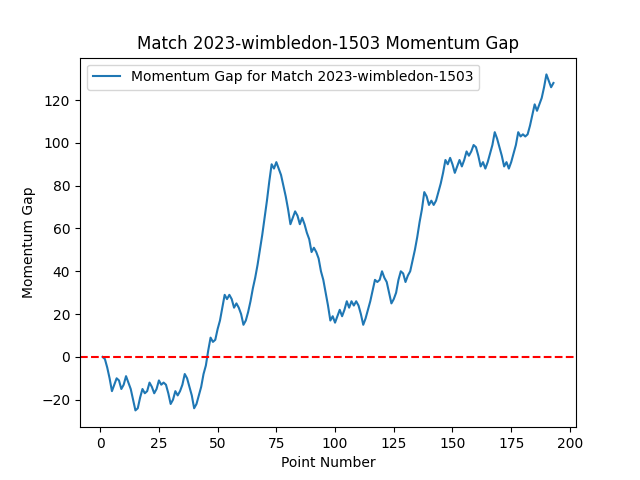 Match 2023-wimbledon-1503 Momentum Gap
Momentum Gap for Match 2023-wimbledon-1503
Momentum Gap
120
100
80
60
40
20
0
−20
0 25 50 75 100 125 150 175 200
Point Number